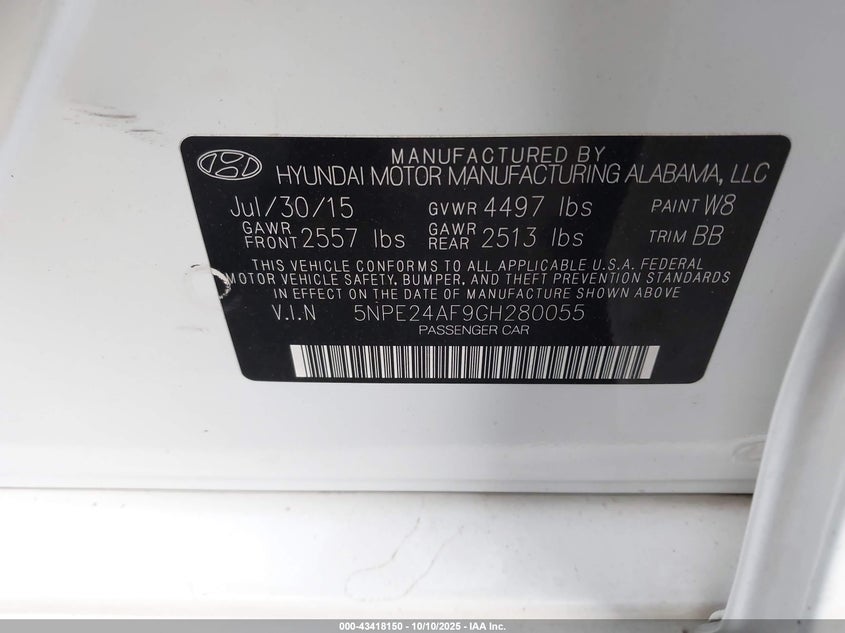 MANUFACTURED BY
HYUNDAI MOTOR MANUFACTURING ALABAMA, LLC
Jul/30/15 GVWR 4497 lbs PAINT W8
GAWR FRONT 2557 lbs GAWR REAR 2513 lbs TRIM BB
THIS VEHICLE CONFORMS TO ALL APPLICABLE U.S.A. FEDERAL
MOTOR VEHICLE SAFETY, BUMPER, AND THEFT PREVENTION STANDARDS
IN EFFECT ON THE DATE OF MANUFACTURE SHOWN ABOVE
V.I.N 5NPE24AF9GH280055
PASSENGER CAR
000-43418150 - 10/10/2025 - IAA Inc.